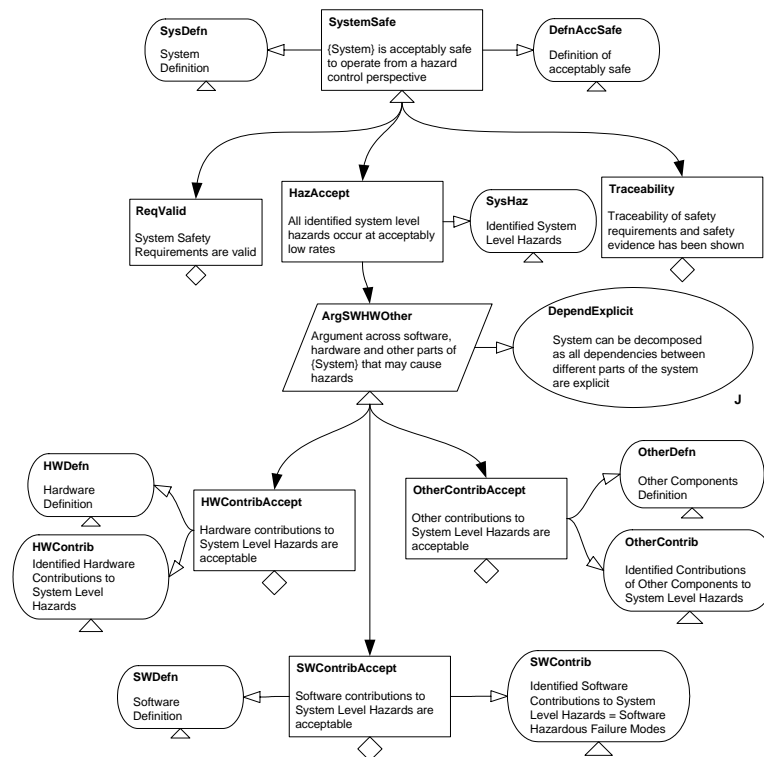 SystemSafe
{System} is acceptably safe
to operate from a hazard
control perspective
SysDefn
System
Definition
DefnAccSafe
Definition of
acceptably safe
ReqValid
System Safety
Requirements are valid
HazAccept
All identified system level
hazards occur at acceptably
low rates
SysHaz
Identified System
Level Hazards
Traceability
Traceability of safety
requirements and safety
evidence has been shown
ArgSWHWOther
Argument across software,
hardware and other parts of
{System} that may cause
hazards
DependExplicit
System can be decomposed
as all dependencies between
different parts of the system
are explicit
J
HWDefn
Hardware
Definition
HWContrib
Identified Hardware
Contributions to
System Level
Hazards
HWContribAccept
Hardware contributions to
System Level Hazards are
acceptable
OtherContribAccept
Other contributions to
System Level Hazards are
acceptable
OtherDefn
Other Components
Definition
OtherContrib
Identified Contributions
of Other Components to
System Level Hazards
SWDefn
Software
Definition
SWContribAccept
Software contributions to
System Level Hazards are
acceptable
SWContrib
Identified Software
Contributions to System
Level Hazards = Software
Hazardous Failure Modes